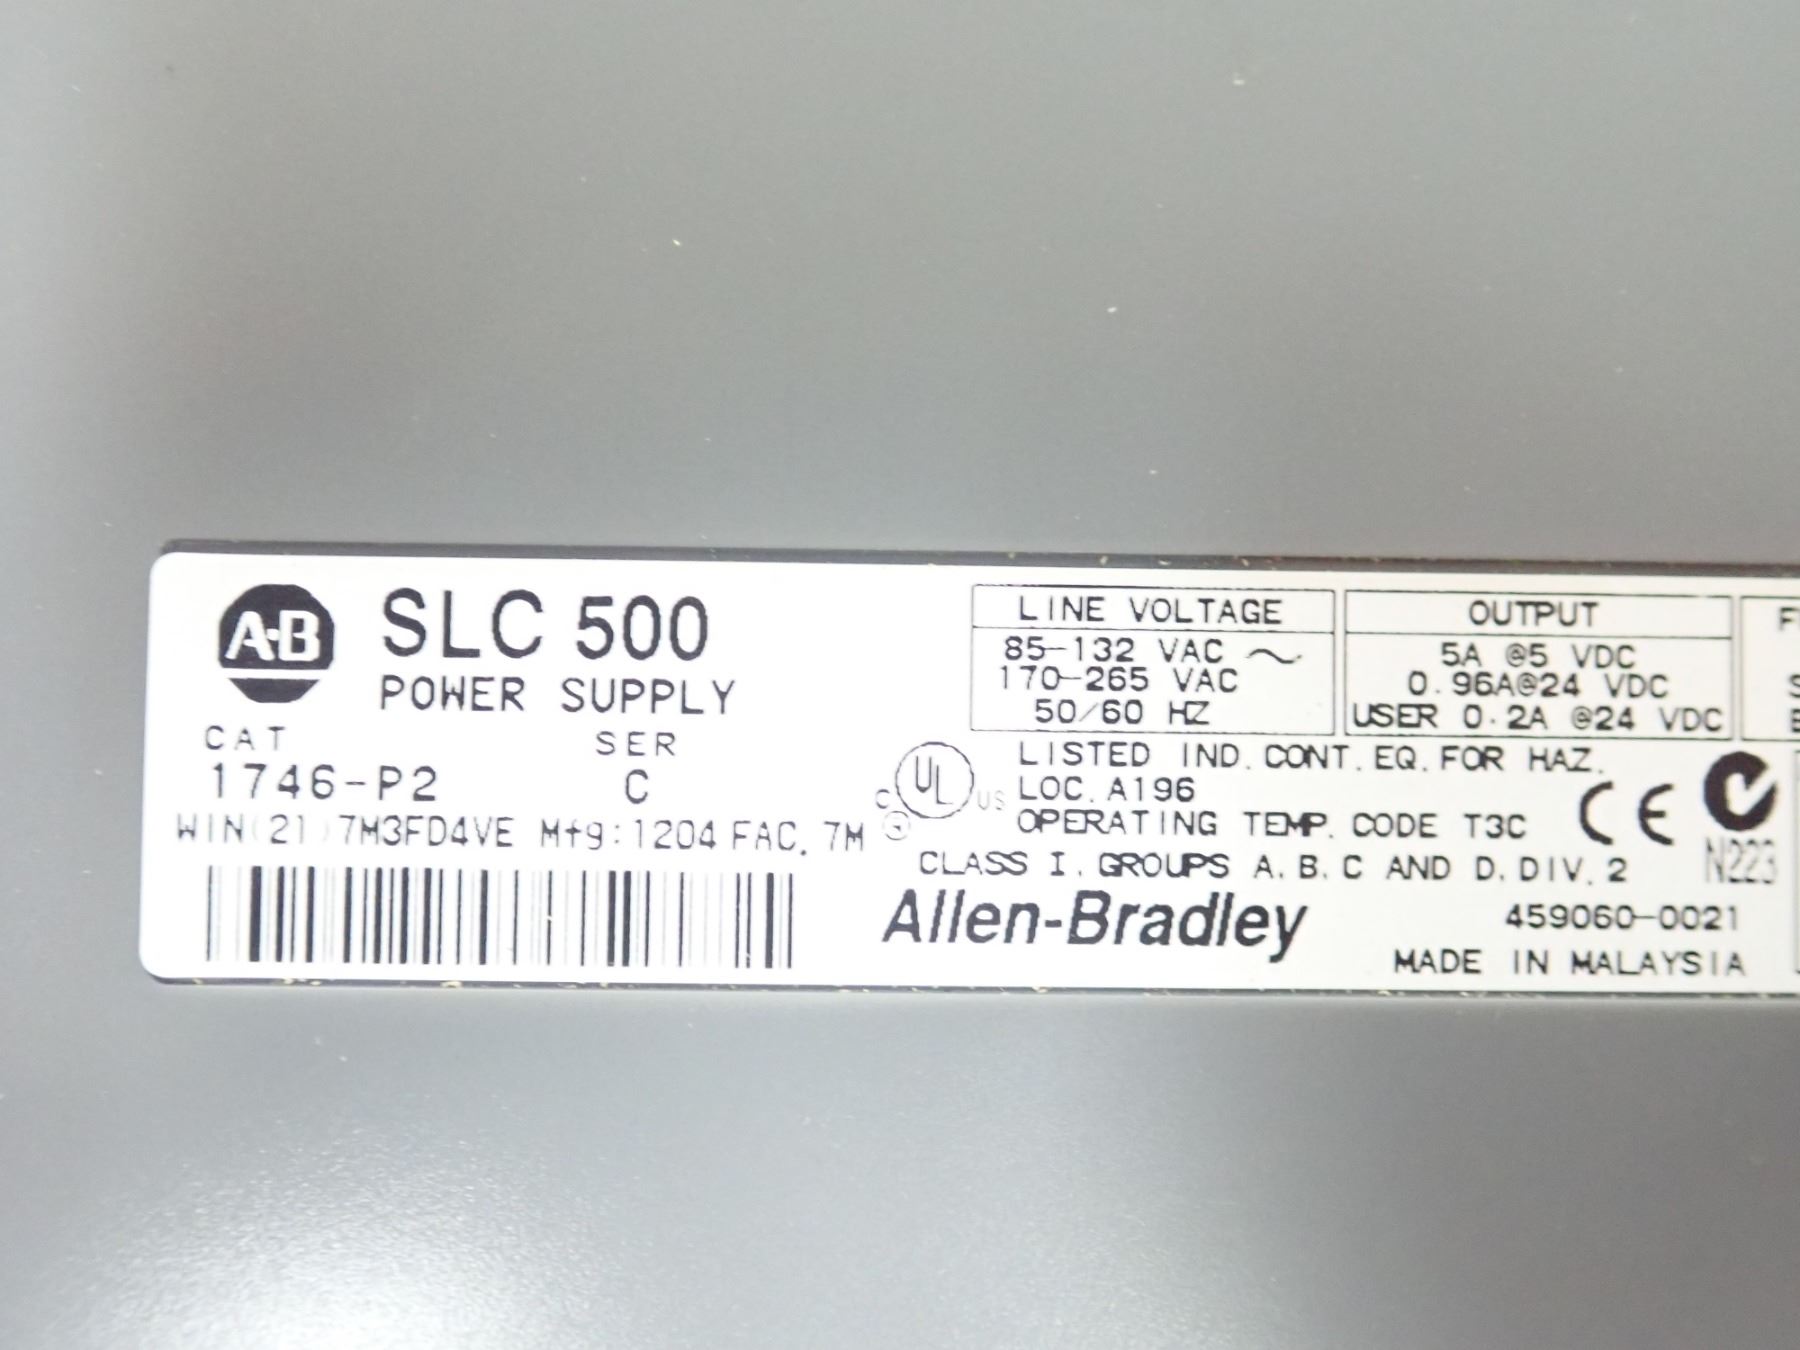 A·B
SLC 500
POWER SUPPLY
CAT SER
1746-P2 C
WIN(21)7M3FD4VE Mfg:1204 FAC. 7M
LINE VOLTAGE
85-132 VAC ~
170-265 VAC
50/60 HZ
OUTPUT
5A @5 VDC
0.96A@24 VDC
USER 0.2A @24 VDC
C UL US
LISTED IND. CONT. EQ. FOR HAZ.
LOC. A196
OPERATING TEMP. CODE T3C
CLASS I, GROUPS A, B, C AND D, DIV. 2
CE
N223
Allen-Bradley
459060-0021
MADE IN MALAYSIA